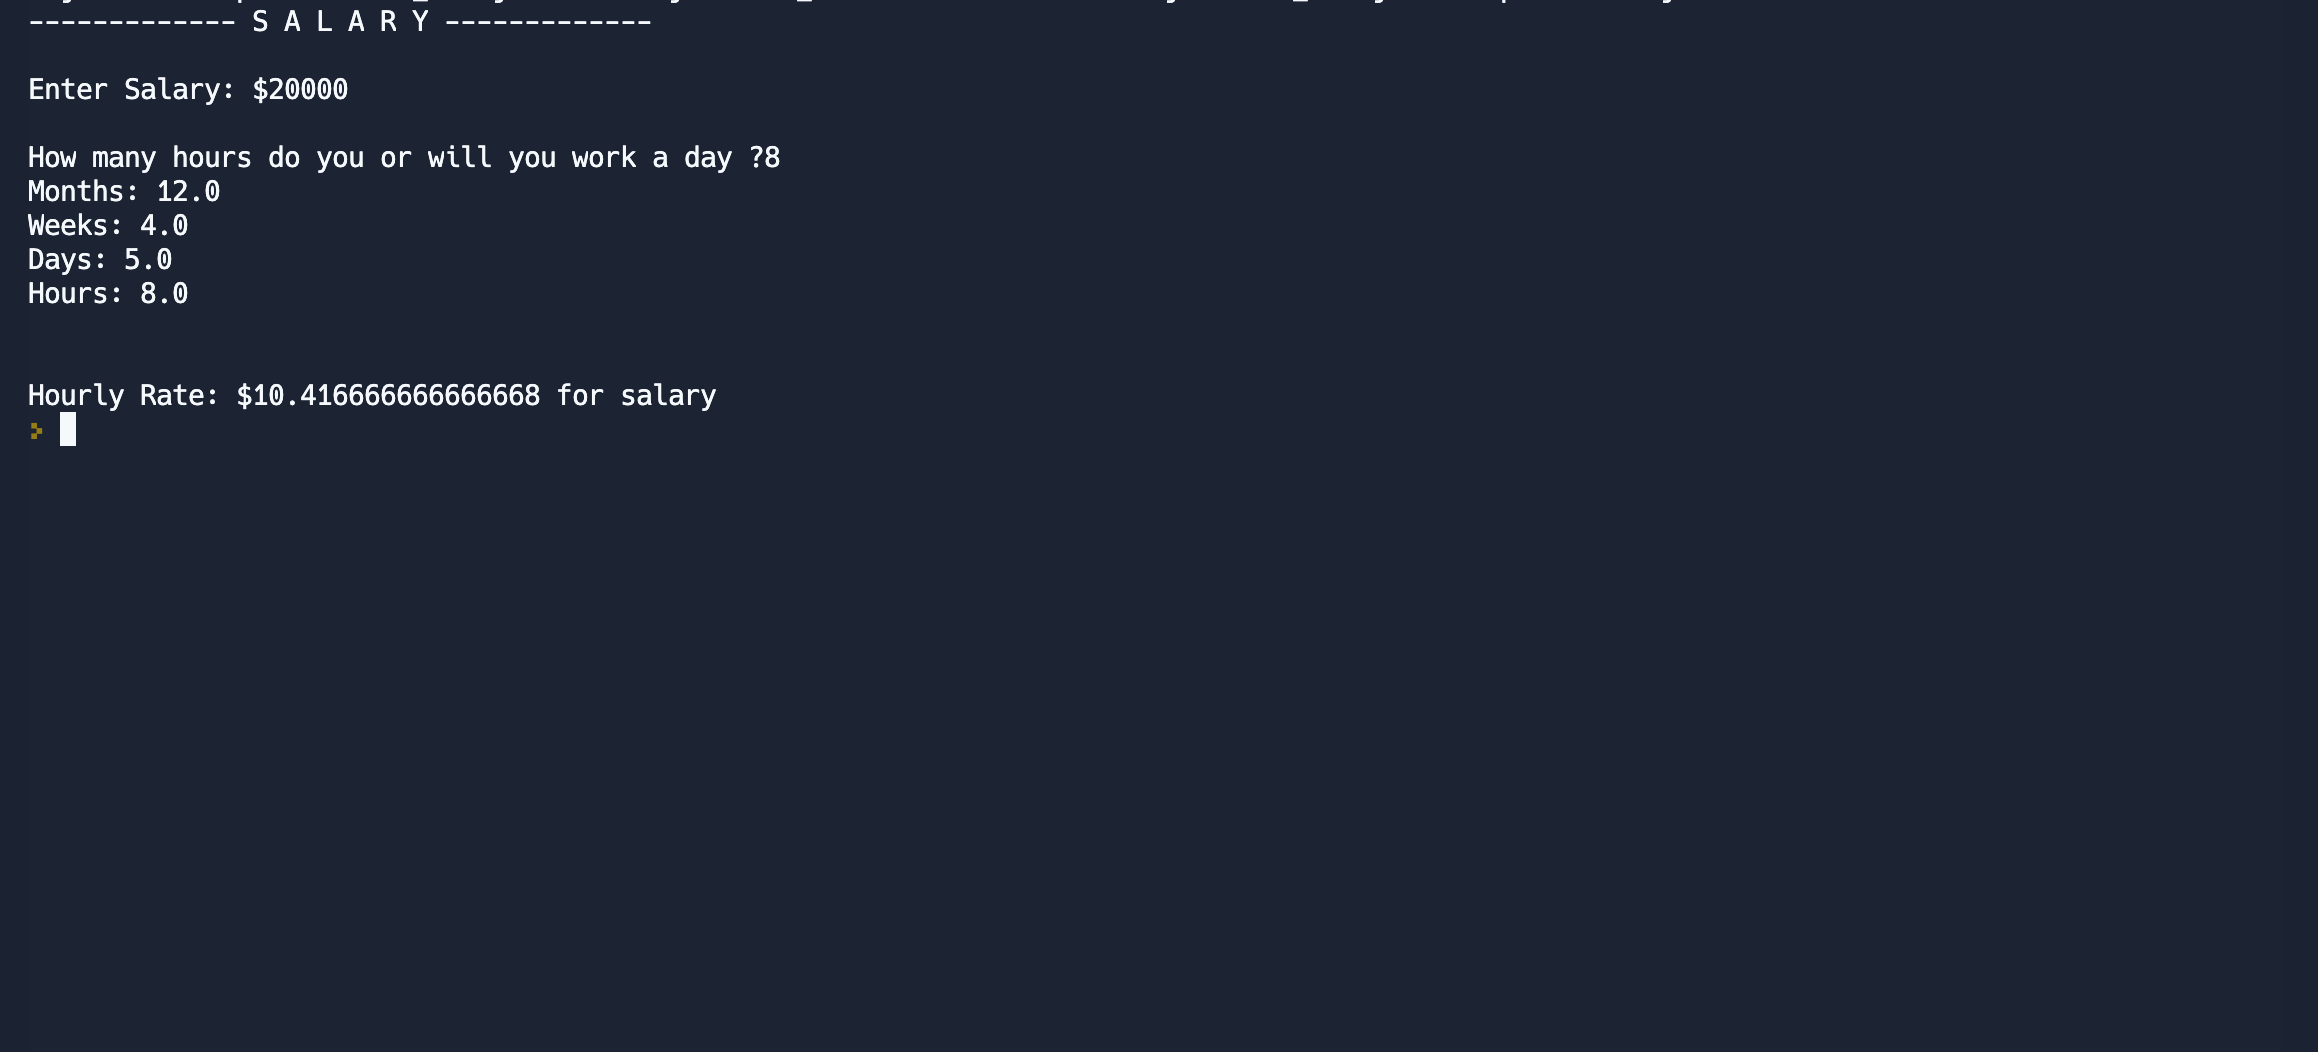 ------------- S A L A R Y -------------
Enter Salary: $20000
How many hours do you or will you work a day ?8
Months: 12.0
Weeks: 4.0
Days: 5.0
Hours: 8.0
Hourly Rate: $10.416666666666668 for salary
>